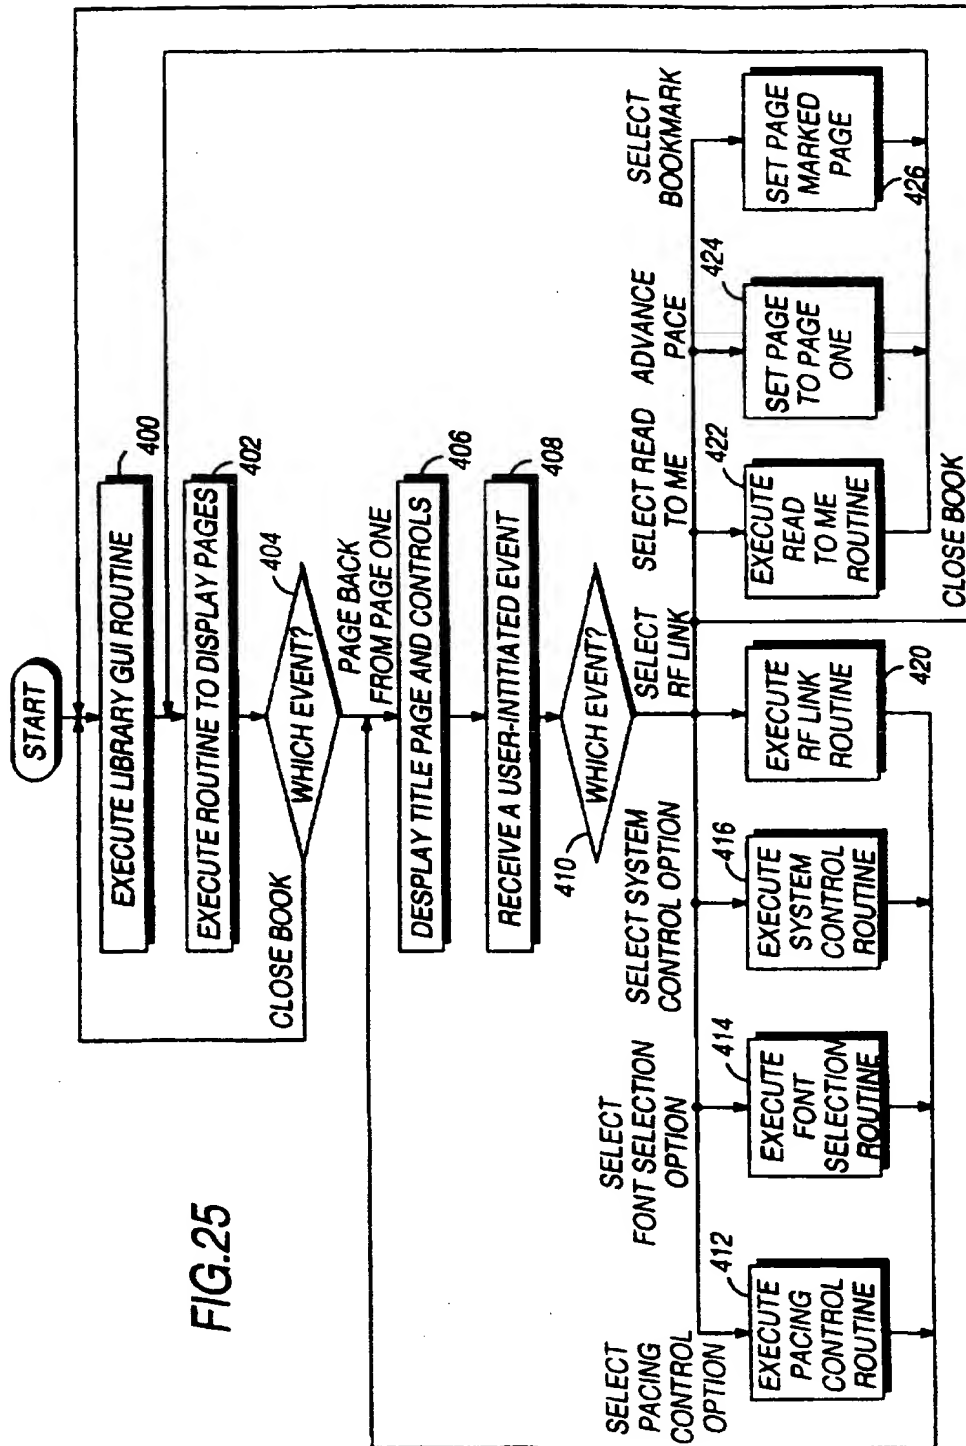 FIG.25
START
EXECUTE LIBRARY GUI ROUTINE
400
EXECUTE ROUTINE TO DISPLAY PAGES
402
WHICH EVENT?
404
CLOSE BOOK
PAGE BACK
FROM PAGE ONE
DESPLAY TITLE PAGE AND CONTROLS
406
RECEIVE A USER-INTITIATED EVENT
408
WHICH EVENT?
410
SELECT
PACING
CONTROL
OPTION
SELECT
FONT SELECTION
OPTION
SELECT SYSTEM
CONTROL OPTION
SELECT
RF LINK
SELECT READ
TO ME
ADVANCE
PACE
SELECT
BOOKMARK
412
EXECUTE
PACING
CONTROL
ROUTINE
414
EXECUTE
FONT
SELECTION
ROUTINE
416
EXECUTE
SYSTEM
CONTROL
ROUTINE
EXECUTE
RF LINK
ROUTINE
420
422
EXECUTE
READ
TO ME
ROUTINE
424
SET PAGE
TO PAGE
ONE
SET PAGE
MARKED
PAGE
426
CLOSE BOOK